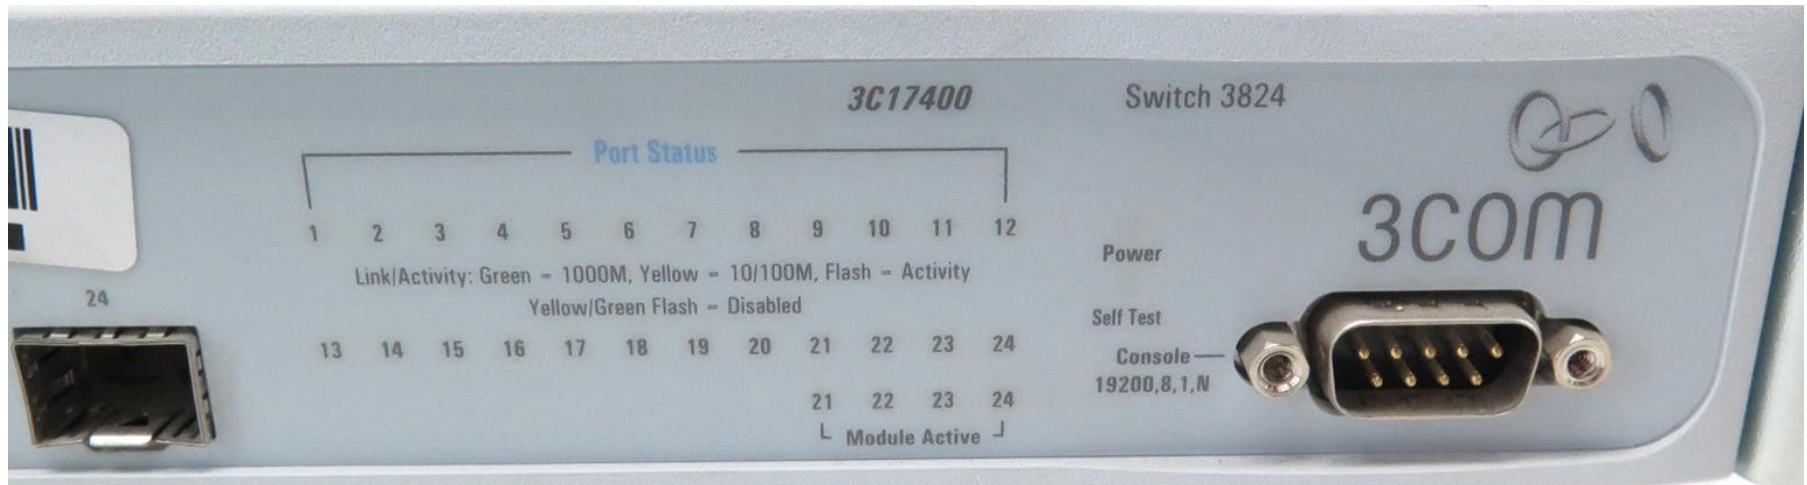 3C17400 Switch 3824
Port Status
1 2 3 4 5 6 7 8 9 10 11 12
Link/Activity: Green = 1000M, Yellow = 10/100M, Flash = Activity
Yellow/Green Flash = Disabled
13 14 15 16 17 18 19 20 21 22 23 24
21 22 23 24
Module Active
24
Power
Self Test
Console
19200,8,1,N
3COM